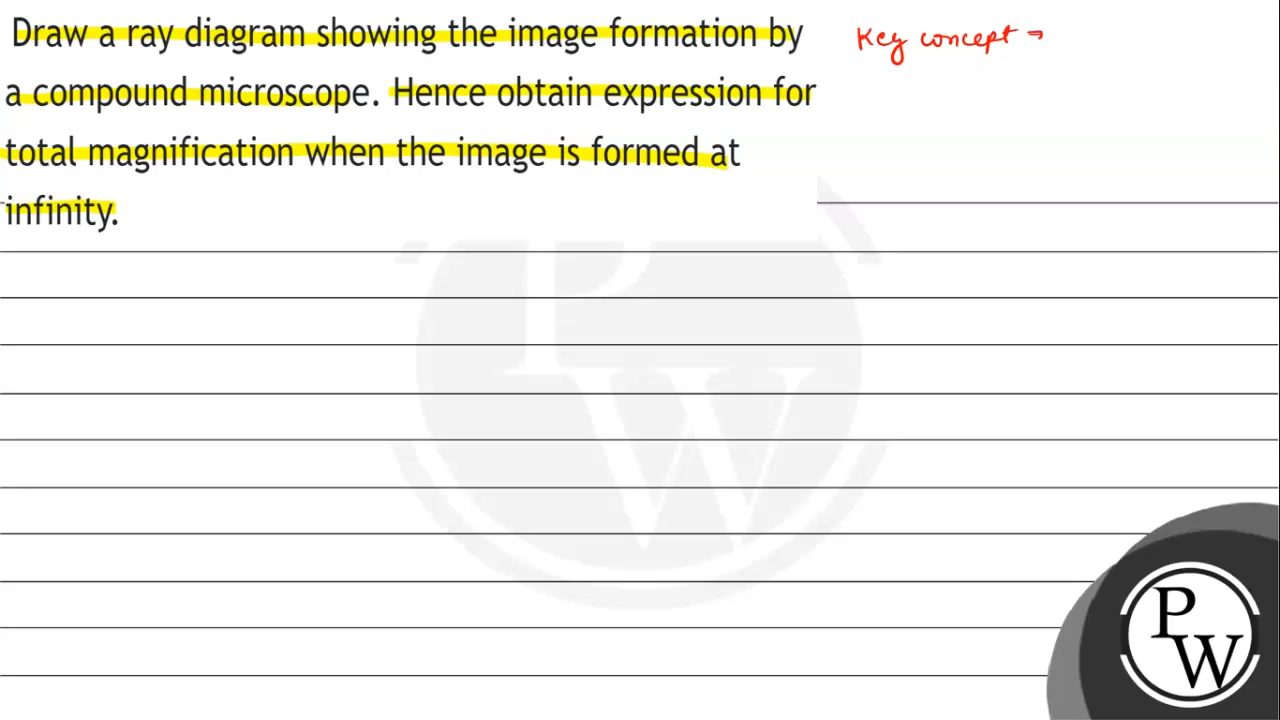 Draw a ray diagram showing the image formation by
a compound microscope. Hence obtain expression for
total magnification when the image is formed at
infinity.
Key concept →
P
W
P
W